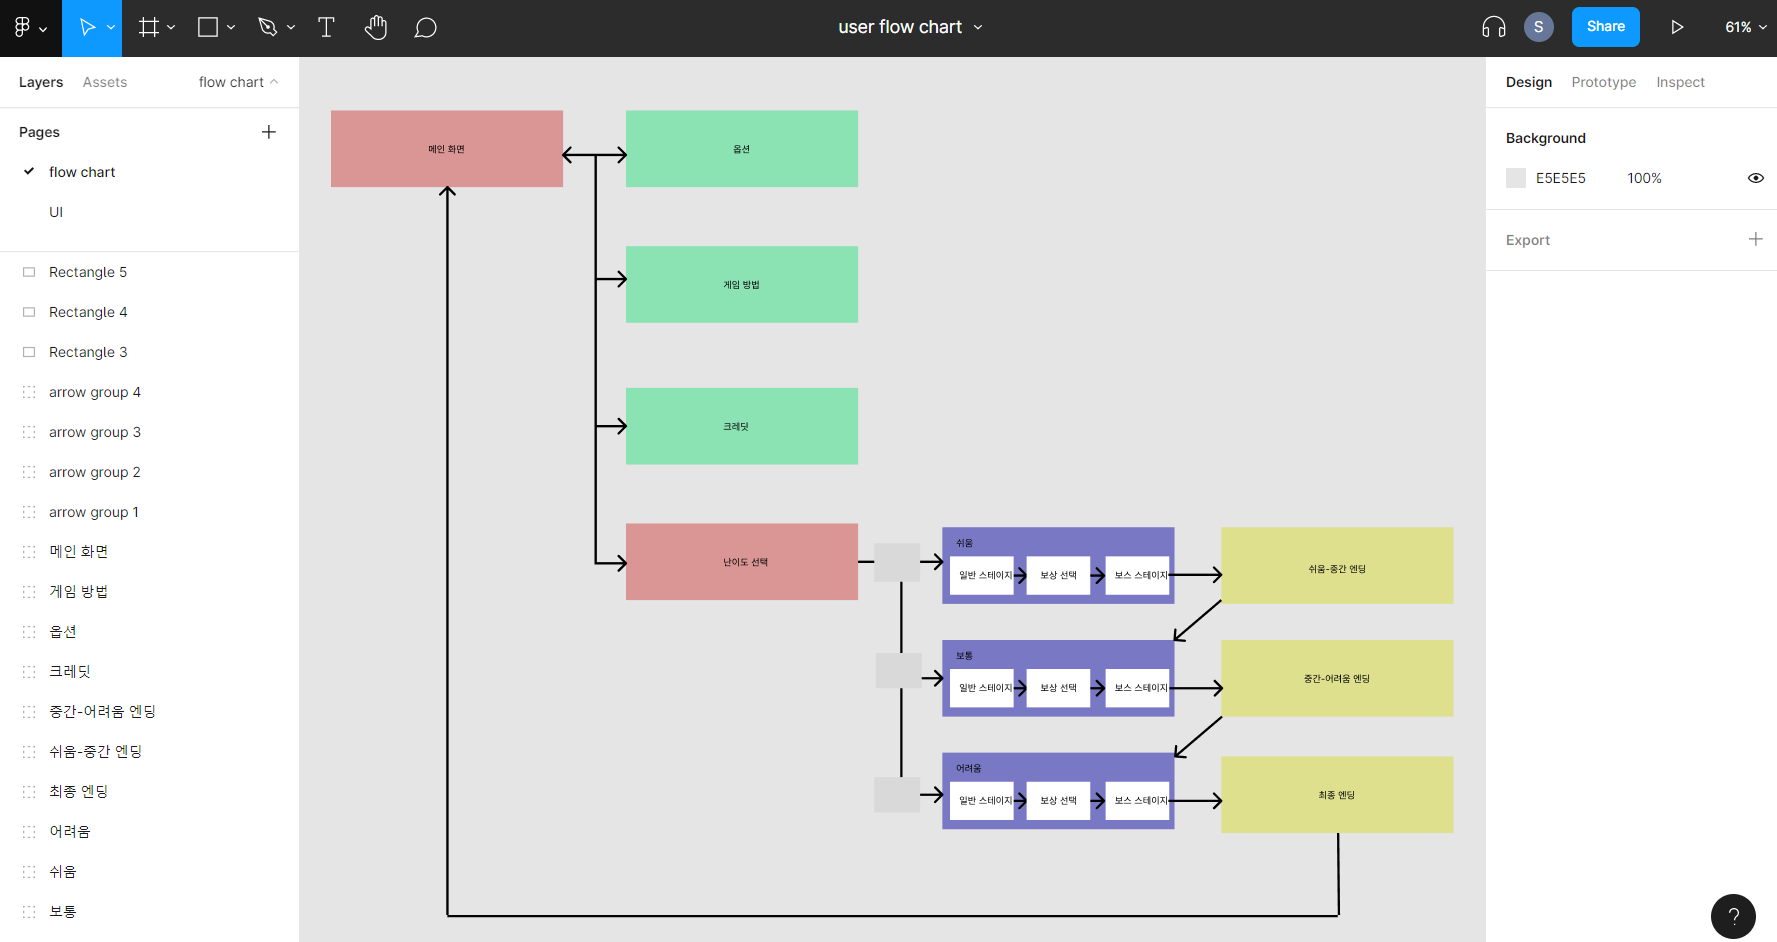 user flow chart
S
Share
61%
Layers
Assets
flow chart
Pages
flow chart
UI
Rectangle 5
Rectangle 4
Rectangle 3
arrow group 4
arrow group 3
arrow group 2
arrow group 1
메인 화면
게임 방법
옵션
크레딧
중간-어려움 엔딩
쉬움-중간 엔딩
최종 엔딩
어려움
쉬움
보통
메인 화면
옵션
게임 방법
크레딧
난이도 선택
쉬움
일반 스테이지
보상 선택
보스 스테이지
쉬움-중간 엔딩
보통
일반 스테이지
보상 선택
보스 스테이지
중간-어려움 엔딩
어려움
일반 스테이지
보상 선택
보스 스테이지
최종 엔딩
Design
Prototype
Inspect
Background
E5E5E5
100%
Export
?